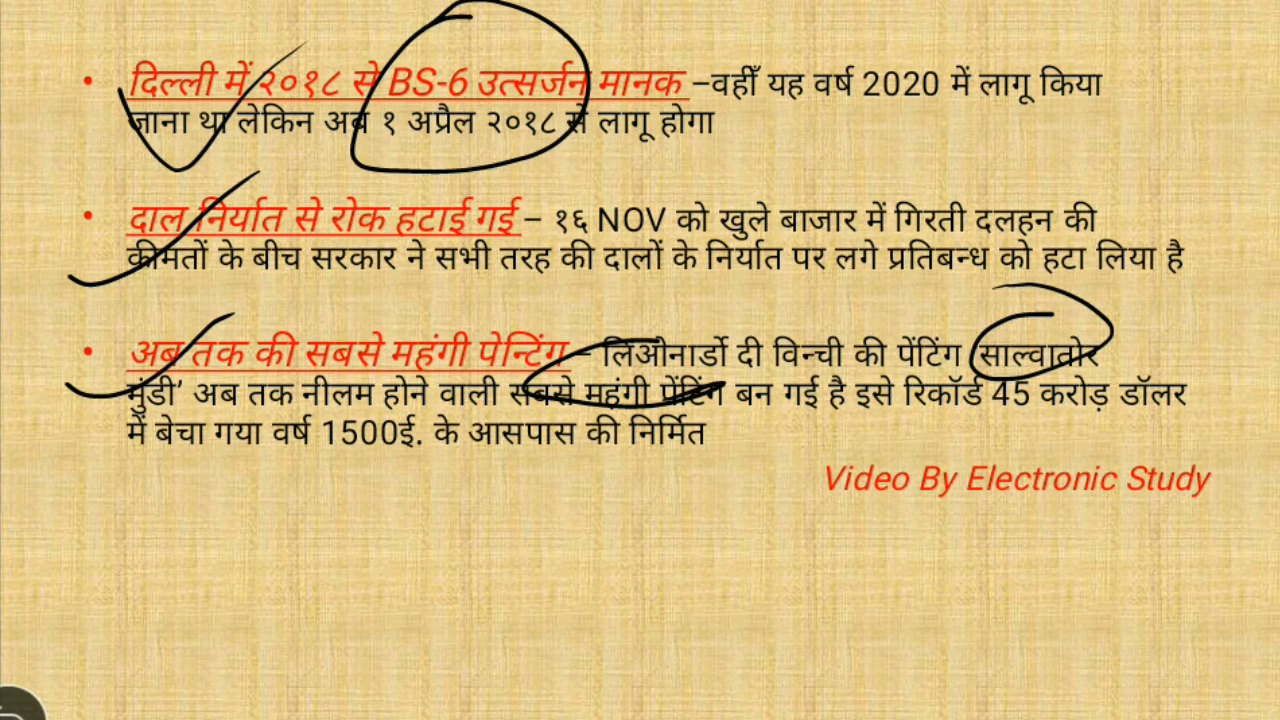 • दिल्ली में २०१८ से BS-6 उत्सर्जन मानक –वहीँ यह वर्ष 2020 में लागू किया
जाना था लेकिन अब १ अप्रैल २०१८ से लागू होगा
• दाल निर्यात से रोक हटाई गई – १६ NOV को खुले बाजार में गिरती दलहन की
कीमतों के बीच सरकार ने सभी तरह की दालों के निर्यात पर लगे प्रतिबन्ध को हटा लिया है
• अब तक की सबसे महंगी पेन्टिंग – लिओनार्डो दी विन्ची की पेंटिंग साल्वातोर
मुंडी’ अब तक नीलाम होने वाली सबसे महंगी पेंटिंग बन गई है इसे रिकॉर्ड 45 करोड़ डॉलर
में बेचा गया वर्ष 1500ई. के आसपास की निर्मित
Video By Electronic Study